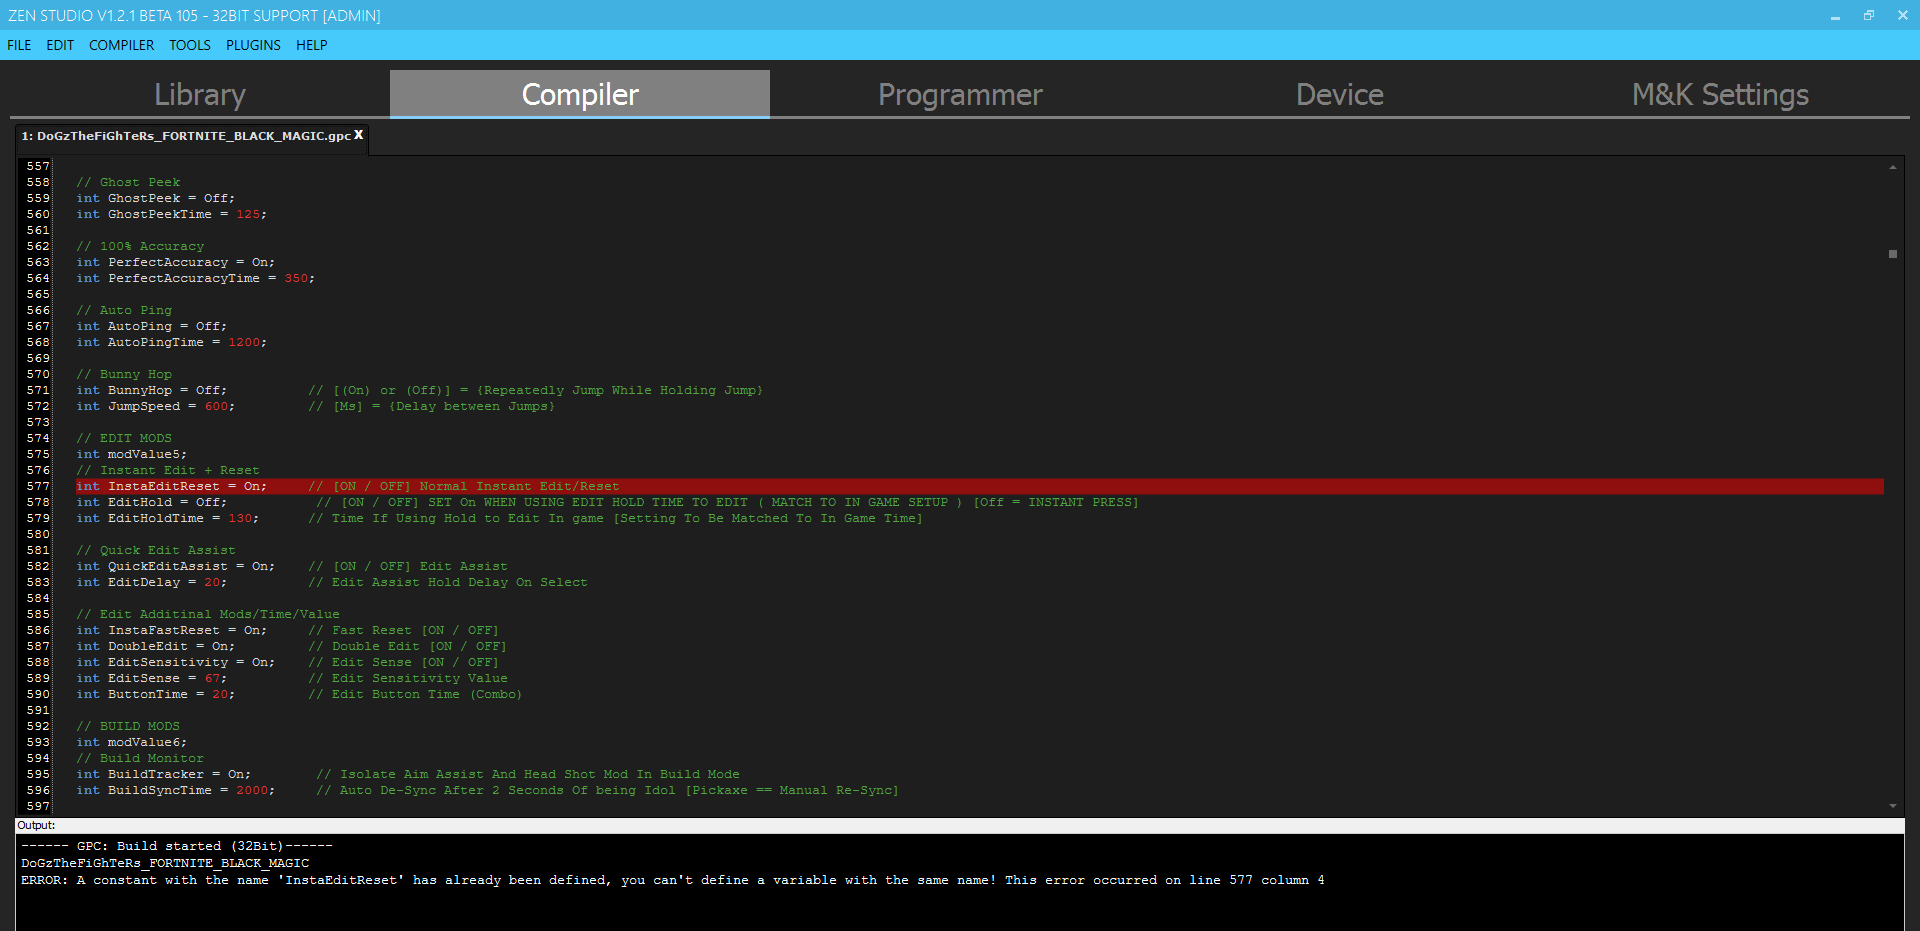 ZEN STUDIO V1.2.1 BETA 105 - 32BIT SUPPORT [ADMIN]
FILE EDIT COMPILER TOOLS PLUGINS HELP
Library Compiler Programmer Device M&K Settings
1: DoGzTheFiGhTeRs_FORTNITE_BLACK_MAGIC.gpc X
557
558 // Ghost Peek
559 int GhostPeek = Off;
560 int GhostPeekTime = 125;
561
562 // 100% Accuracy
563 int PerfectAccuracy = On;
564 int PerfectAccuracyTime = 350;
565
566 // Auto Ping
567 int AutoPing = Off;
568 int AutoPingTime = 1200;
569
570 // Bunny Hop
571 int BunnyHop = Off; // [(On) or (Off)] = {Repeatedly Jump While Holding Jump}
572 int JumpSpeed = 600; // [Ms] = {Delay between Jumps}
573
574 // EDIT MODS
575 int modValue5;
576 // Instant Edit + Reset
577 int InstaEditReset = On; // [ON / OFF] Normal Instant Edit/Reset
578 int EditHold = Off; // [ON / OFF] SET On WHEN USING EDIT HOLD TIME TO EDIT ( MATCH TO IN GAME SETUP ) [Off = INSTANT PRESS]
579 int EditHoldTime = 130; // Time If Using Hold to Edit In game [Setting To Be Matched To In Game Time]
580
581 // Quick Edit Assist
582 int QuickEditAssist = On; // [ON / OFF] Edit Assist
583 int EditDelay = 20; // Edit Assist Hold Delay On Select
584
585 // Edit Additinal Mods/Time/Value
586 int InstaFastReset = On; // Fast Reset [ON / OFF]
587 int DoubleEdit = On; // Double Edit [ON / OFF]
588 int EditSensitivity = On; // Edit Sense [ON / OFF]
589 int EditSense = 67; // Edit Sensitivity Value
590 int ButtonTime = 20; // Edit Button Time (Combo)
591
592 // BUILD MODS
593 int modValue6;
594 // Build Monitor
595 int BuildTracker = On; // Isolate Aim Assist And Head Shot Mod In Build Mode
596 int BuildSyncTime = 2000; // Auto De-Sync After 2 Seconds Of being Idol [Pickaxe == Manual Re-Sync]
597
Output:
------ GPC: Build started (32Bit)------
DoGzTheFiGhTeRs_FORTNITE_BLACK_MAGIC
ERROR: A constant with the name 'InstaEditReset' has already been defined, you can't define a variable with the same name! This error occurred on line 577 column 4